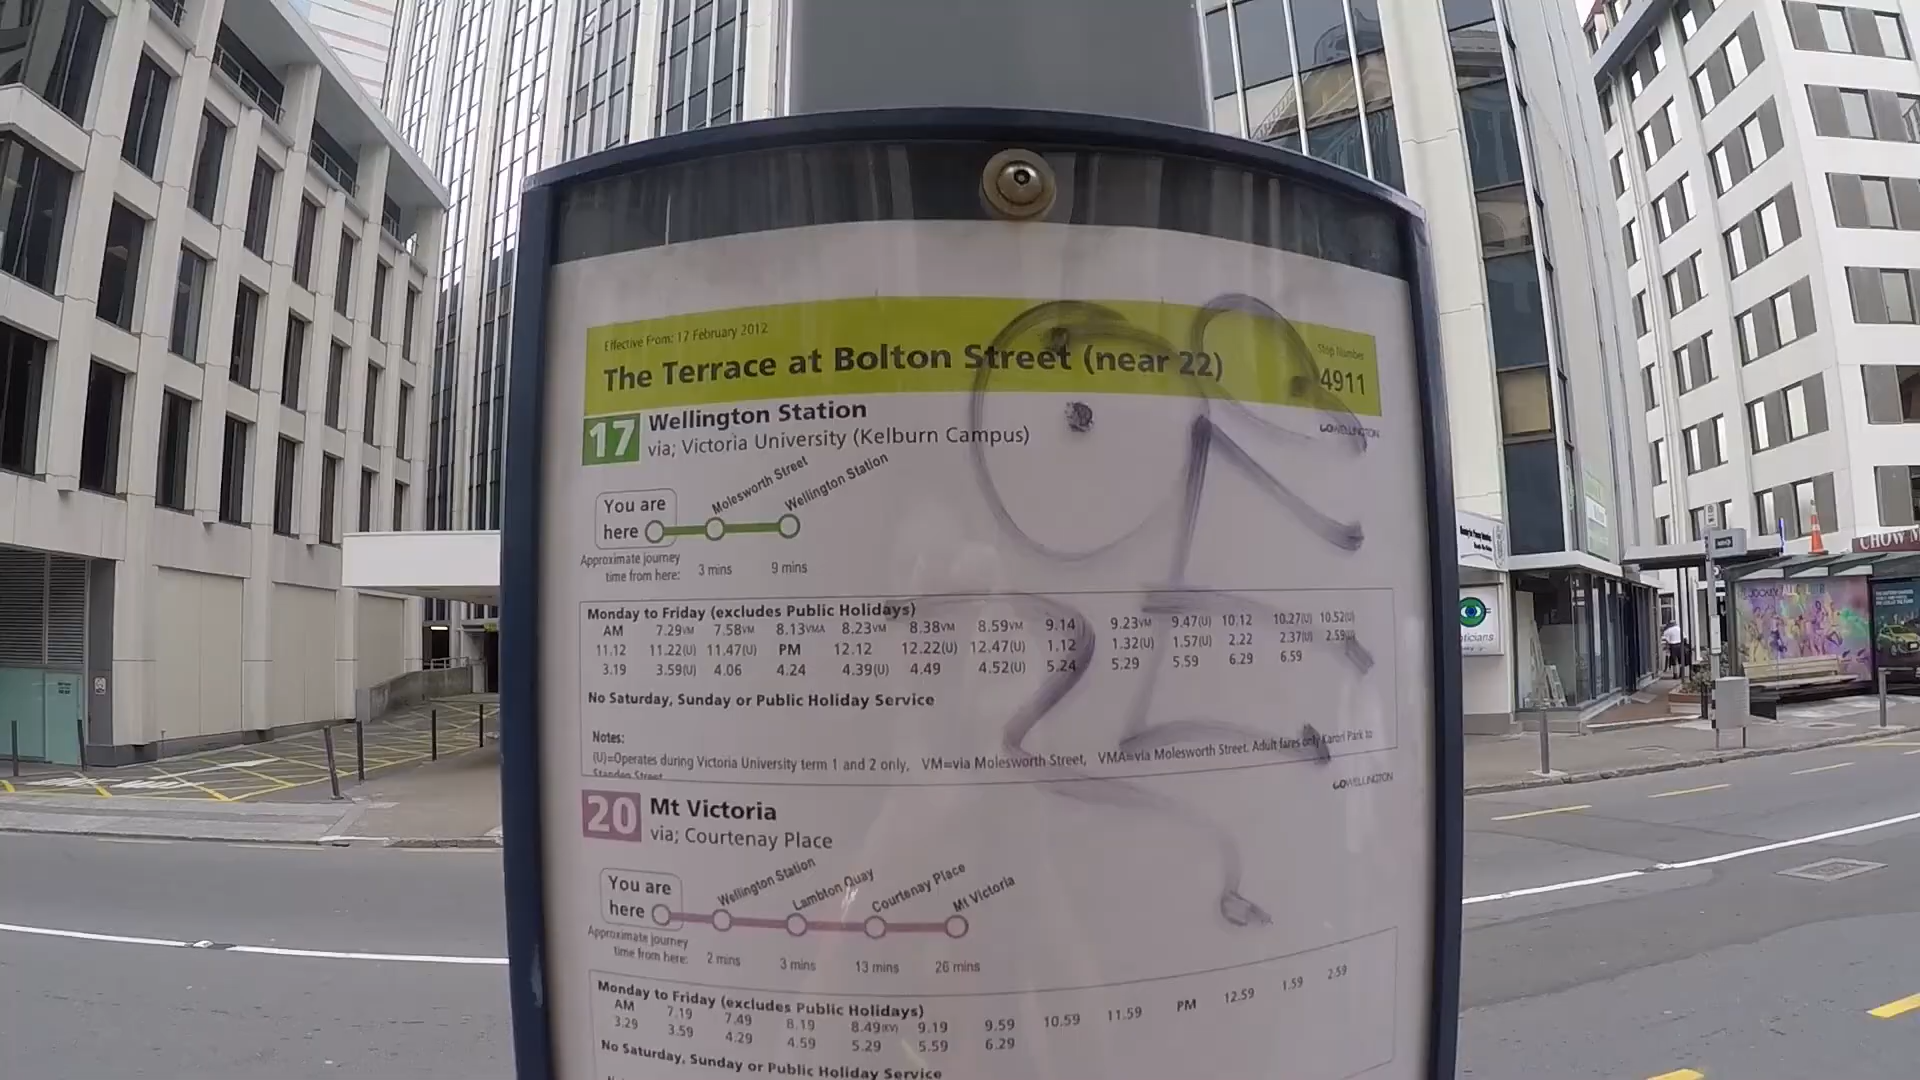 Effective From: 17 February 2012
The Terrace at Bolton Street (near 22)
Stop Number
4911
17 Wellington Station
via; Victoria University (Kelburn Campus)
GOWELLINGTON
You are here
Molesworth Street
Wellington Station
Approximate journey time from here: 3 mins 9 mins
Monday to Friday (excludes Public Holidays)
AM 7.29VM 7.58VM 8.13VMA 8.23VM 8.38VM 8.59VM 9.14 9.23VM 9.47(U) 10.12 10.27(U) 10.52(U)
11.12 11.22(U) 11.47(U) PM 12.12 12.22(U) 12.47(U) 1.12 1.32(U) 1.57(U) 2.22 2.37(U) 2.59
3.19 3.59(U) 4.06 4.24 4.39(U) 4.49 4.52(U) 5.24 5.29 5.59 6.29 6.59
No Saturday, Sunday or Public Holiday Service
Notes:
(U)=Operates during Victoria University term 1 and 2 only, VM=via Molesworth Street, VMA=via Molesworth Street. Adult fares only Karori Park to
Standen Street
GOWELLINGTON
20 Mt Victoria
via; Courtenay Place
You are here
Wellington Station
Lambton Quay
Courtenay Place
Mt Victoria
Approximate journey time from here: 2 mins 3 mins 13 mins 26 mins
Monday to Friday (excludes Public Holidays)
AM 7.19 7.49 8.19 8.49(KV) 9.19 9.59 10.59 11.59 PM 12.59 1.59 2.59
3.29 3.59 4.29 4.59 5.29 5.59 6.29
No Saturday, Sunday or Public Holiday Service
CHOW